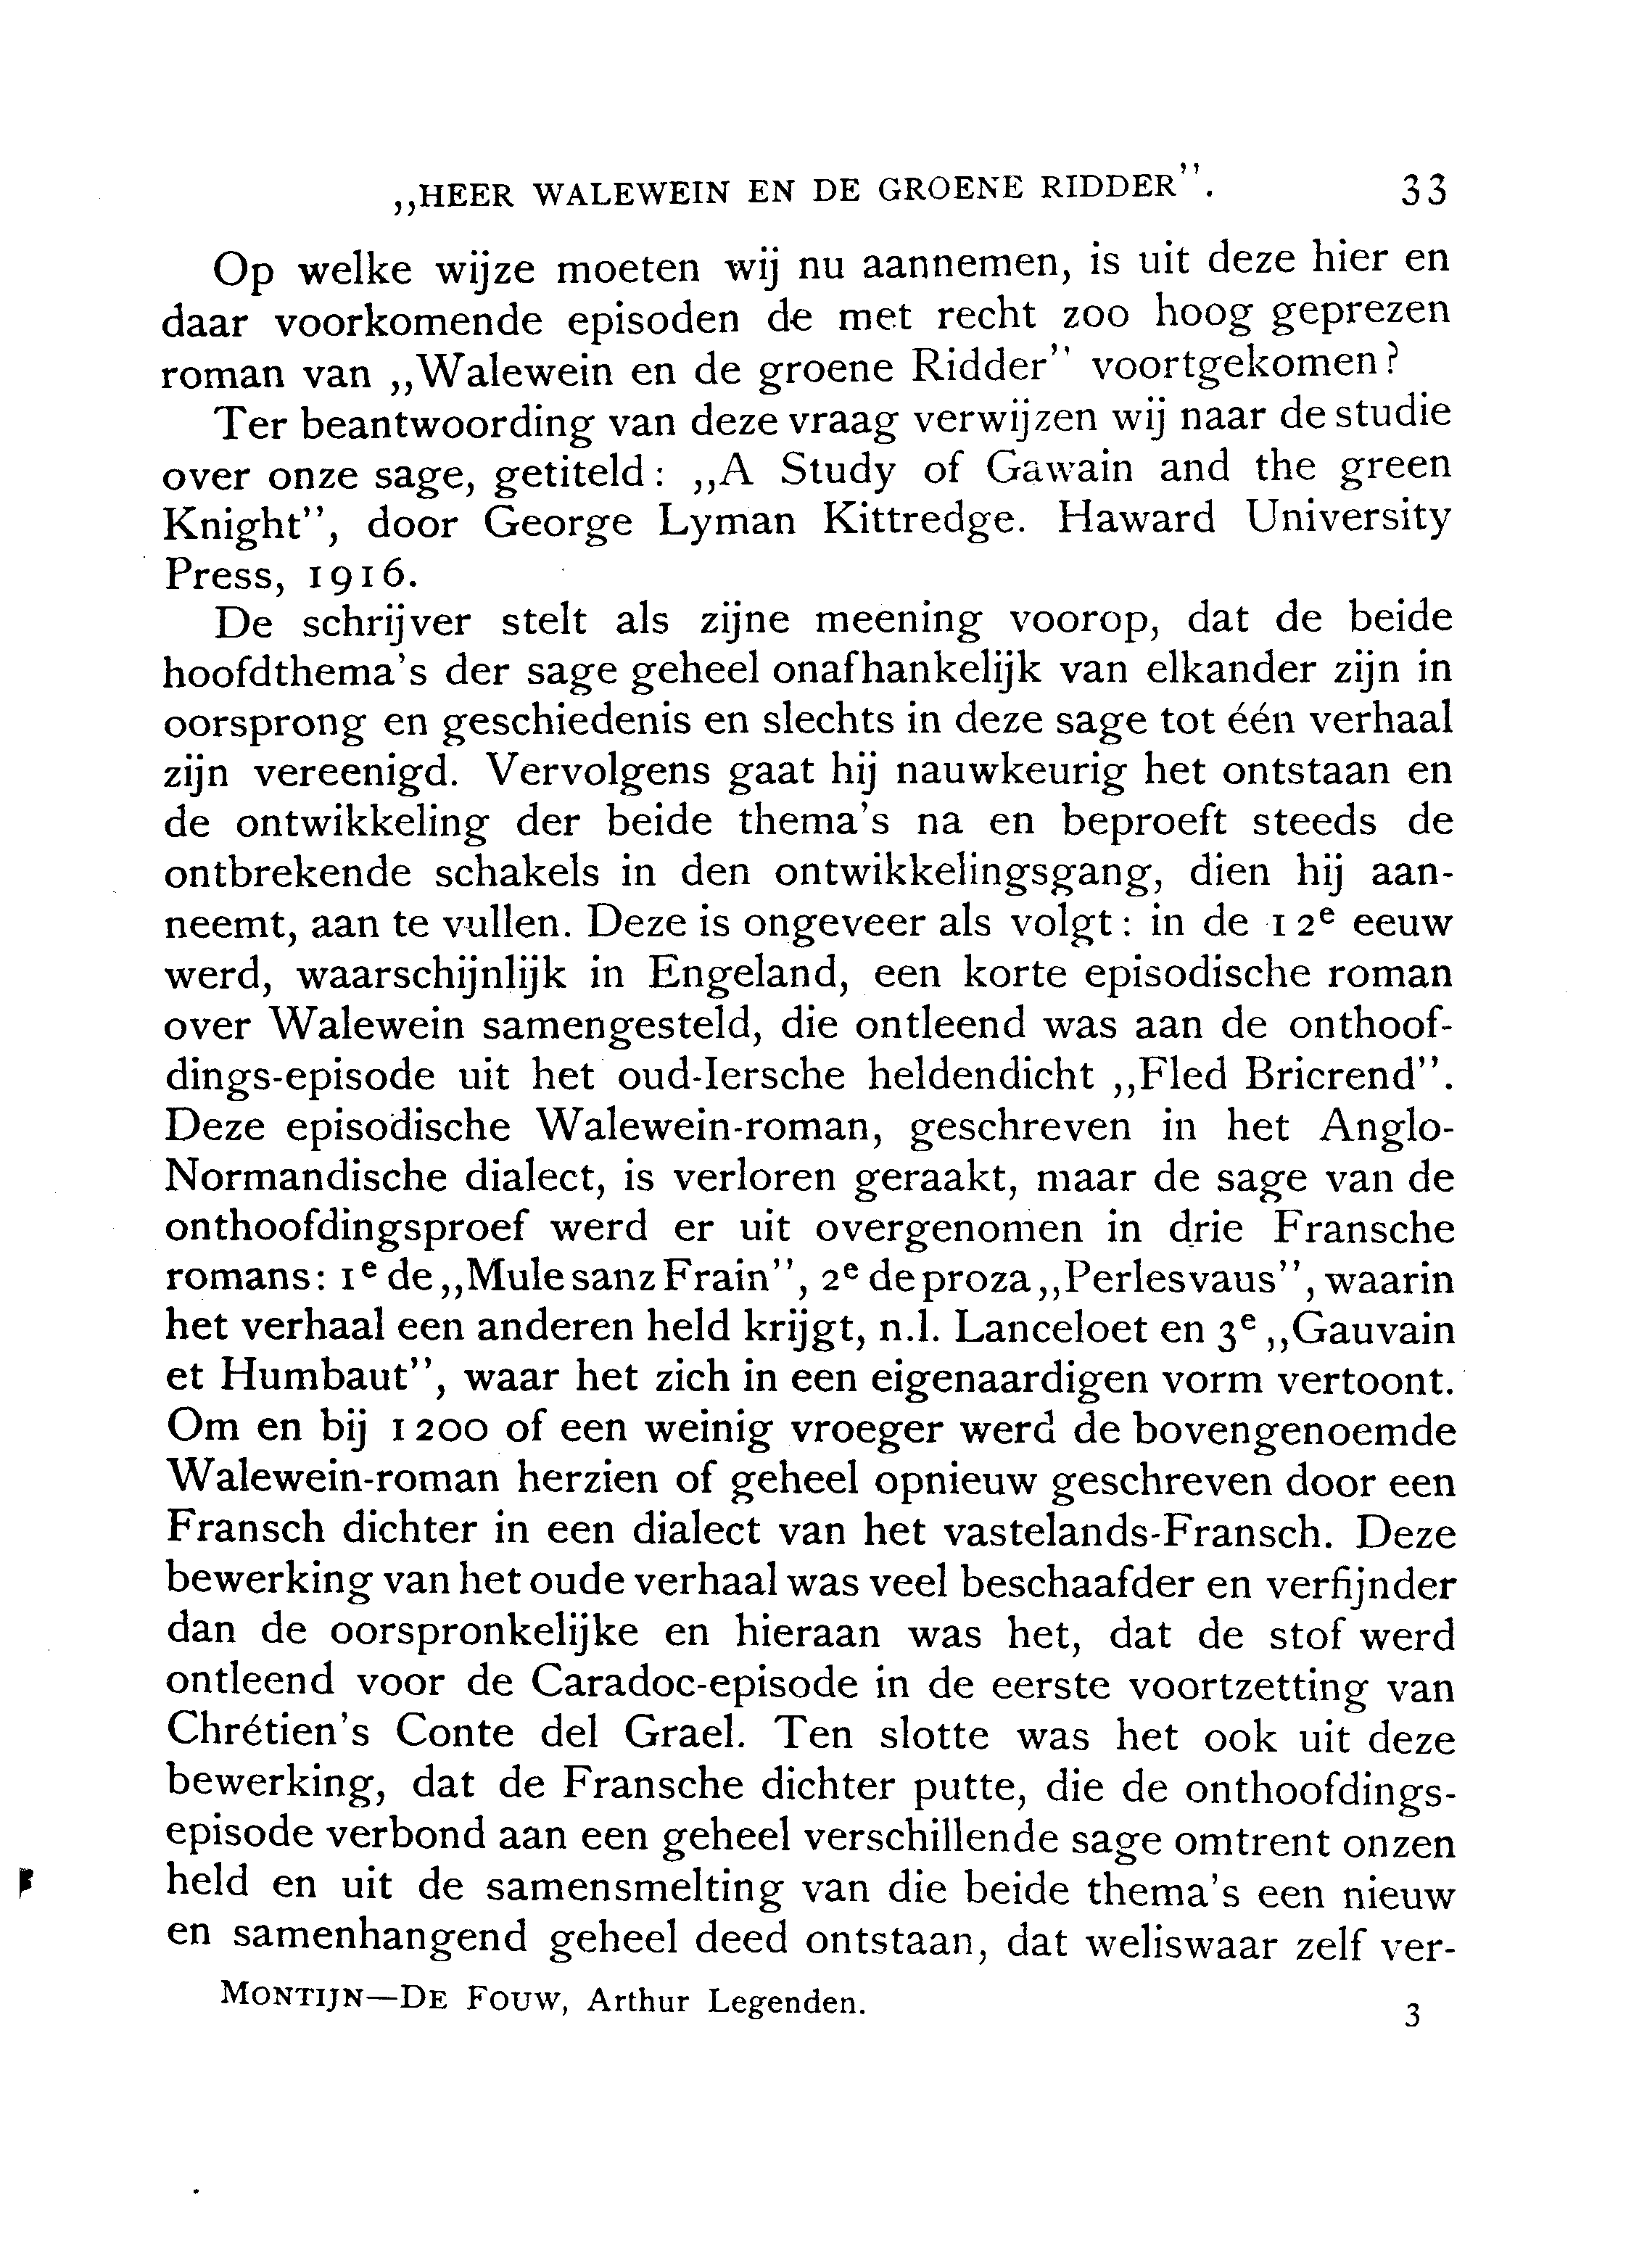 „HEER WALEWEIN EN DE GROENE RIDDER”. 33
Op welke wijze moeten wij nu aannemen, is uit deze hier en
daar voorkomende episoden de met recht zoo hoog geprezen
roman van „Walewein en de groene Ridder” voortgekomen?
Ter beantwoording van deze vraag verwijzen wij naar de studie
over onze sage, getiteld: „A Study of Gawain and the green
Knight”, door George Lyman Kittredge. Haward University
Press, 1916.
De schrijver stelt als zijne meening voorop, dat de beide
hoofdthema's der sage geheel onafhankelijk van elkander zijn in
oorsprong en geschiedenis en slechts in deze sage tot één verhaal
zijn vereenigd. Vervolgens gaat hij nauwkeurig het ontstaan en
de ontwikkeling der beide thema's na en beproeft steeds de
ontbrekende schakels in den ontwikkelingsgang, dien hij aan-
neemt, aan te vullen. Deze is ongeveer als volgt: in de 12e eeuw
werd, waarschijnlijk in Engeland, een korte episodische roman
over Walewein samengesteld, die ontleend was aan de onthoof-
dings-episode uit het oud-Iersche heldendicht „Fled Bricrend”.
Deze episodische Walewein-roman, geschreven in het Anglo-
Normandische dialect, is verloren geraakt, maar de sage van de
onthoofdingsproef werd er uit overgenomen in drie Fransche
romans: 1e de „Mule sanz Frain”, 2e de proza „Perlesvaus”, waarin
het verhaal een anderen held krijgt, n.l. Lanceloet en 3e „Gauvain
et Humbaut”, waar het zich in een eigenaardigen vorm vertoont.
Om en bij 1200 of een weinig vroeger werd de bovengenoemde
Walewein-roman herzien of geheel opnieuw geschreven door een
Fransch dichter in een dialect van het vastelands-Fransch. Deze
bewerking van het oude verhaal was veel beschaafder en verfijnder
dan de oorspronkelijke en hieraan was het, dat de stof werd
ontleend voor de Caradoc-episode in de eerste voortzetting van
Chrétien's Conte del Grael. Ten slotte was het ook uit deze
bewerking, dat de Fransche dichter putte, die de onthoofdings-
episode verbond aan een geheel verschillende sage omtrent onzen
held en uit de samensmelting van die beide thema's een nieuw
en samenhangend geheel deed ontstaan, dat weliswaar zelf ver-
MONTIJN—DE FOUW, Arthur Legenden. 3